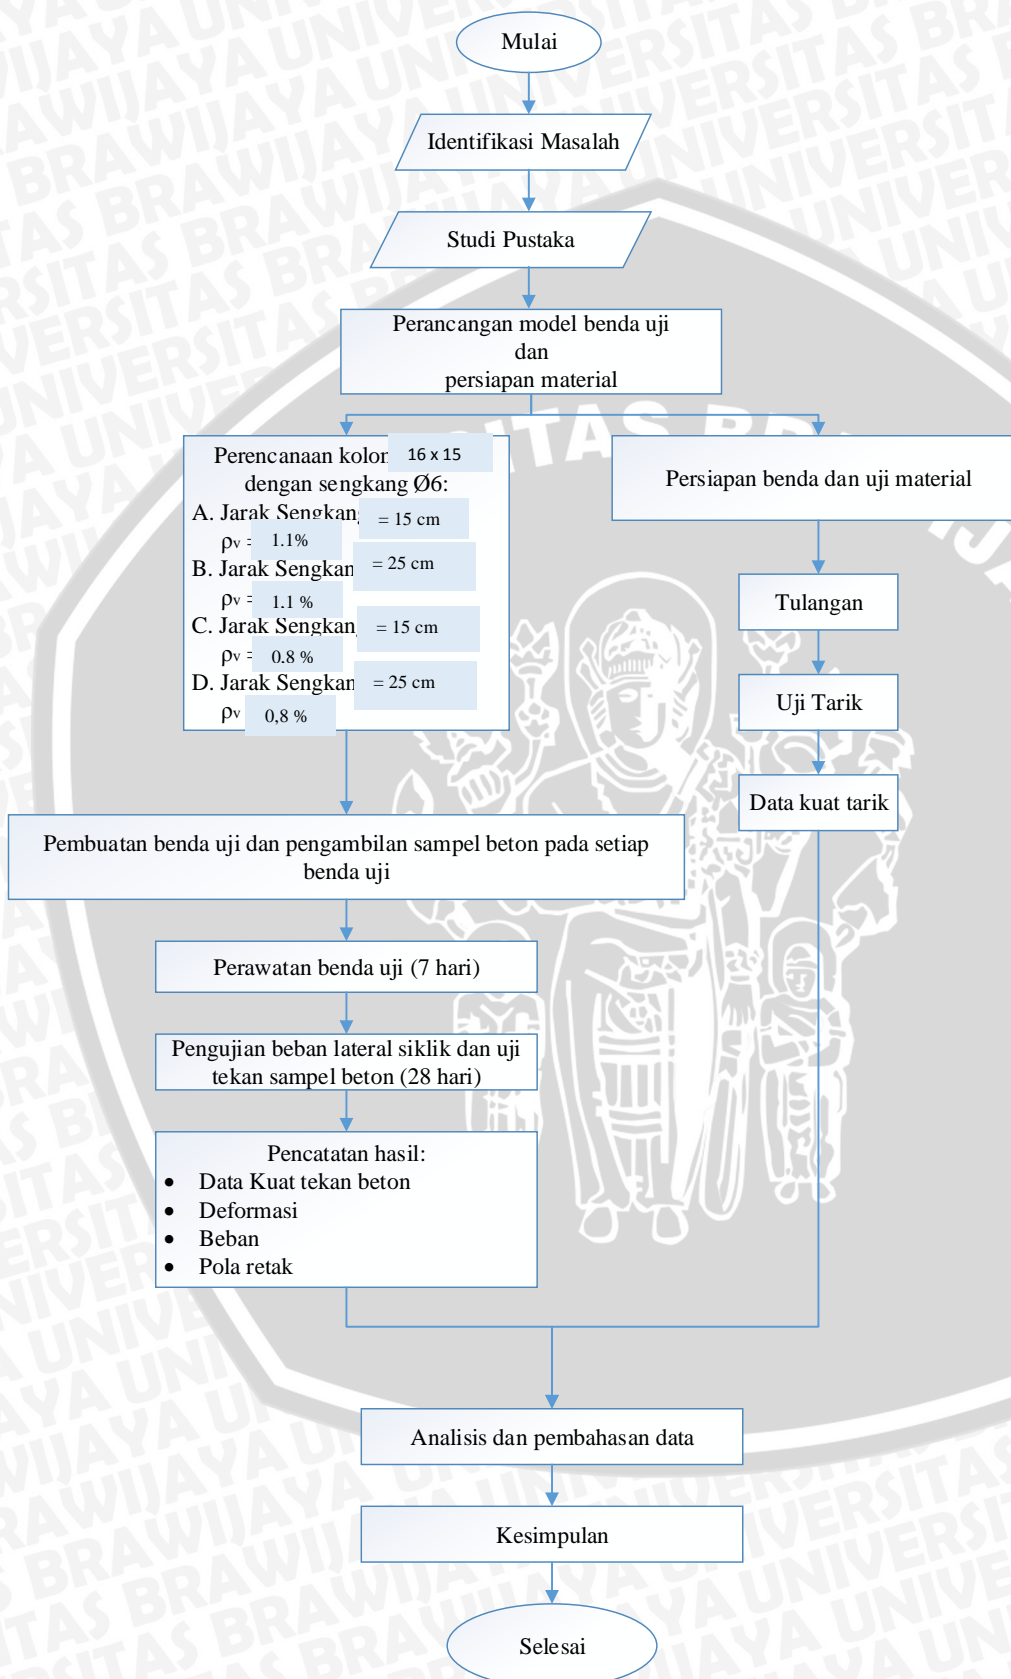 Mulai
Identifikasi Masalah
Studi Pustaka
Perancangan model benda uji
dan
persiapan material
Perencanaan kolom 16 x 15
dengan sengkang Ø6:
A. Jarak Sengkang = 15 cm
ρv = 1.1%
B. Jarak Sengkan = 25 cm
ρv = 1.1 %
C. Jarak Sengkang = 15 cm
ρv = 0.8 %
D. Jarak Sengkan = 25 cm
ρv 0,8 %
Persiapan benda dan uji material
Tulangan
Uji Tarik
Data kuat tarik
Pembuatan benda uji dan pengambilan sampel beton pada setiap
benda uji
Perawatan benda uji (7 hari)
Pengujian beban lateral siklik dan uji
tekan sampel beton (28 hari)
Pencatatan hasil:
• Data Kuat tekan beton
• Deformasi
• Beban
• Pola retak
Analisis dan pembahasan data
Kesimpulan
Selesai